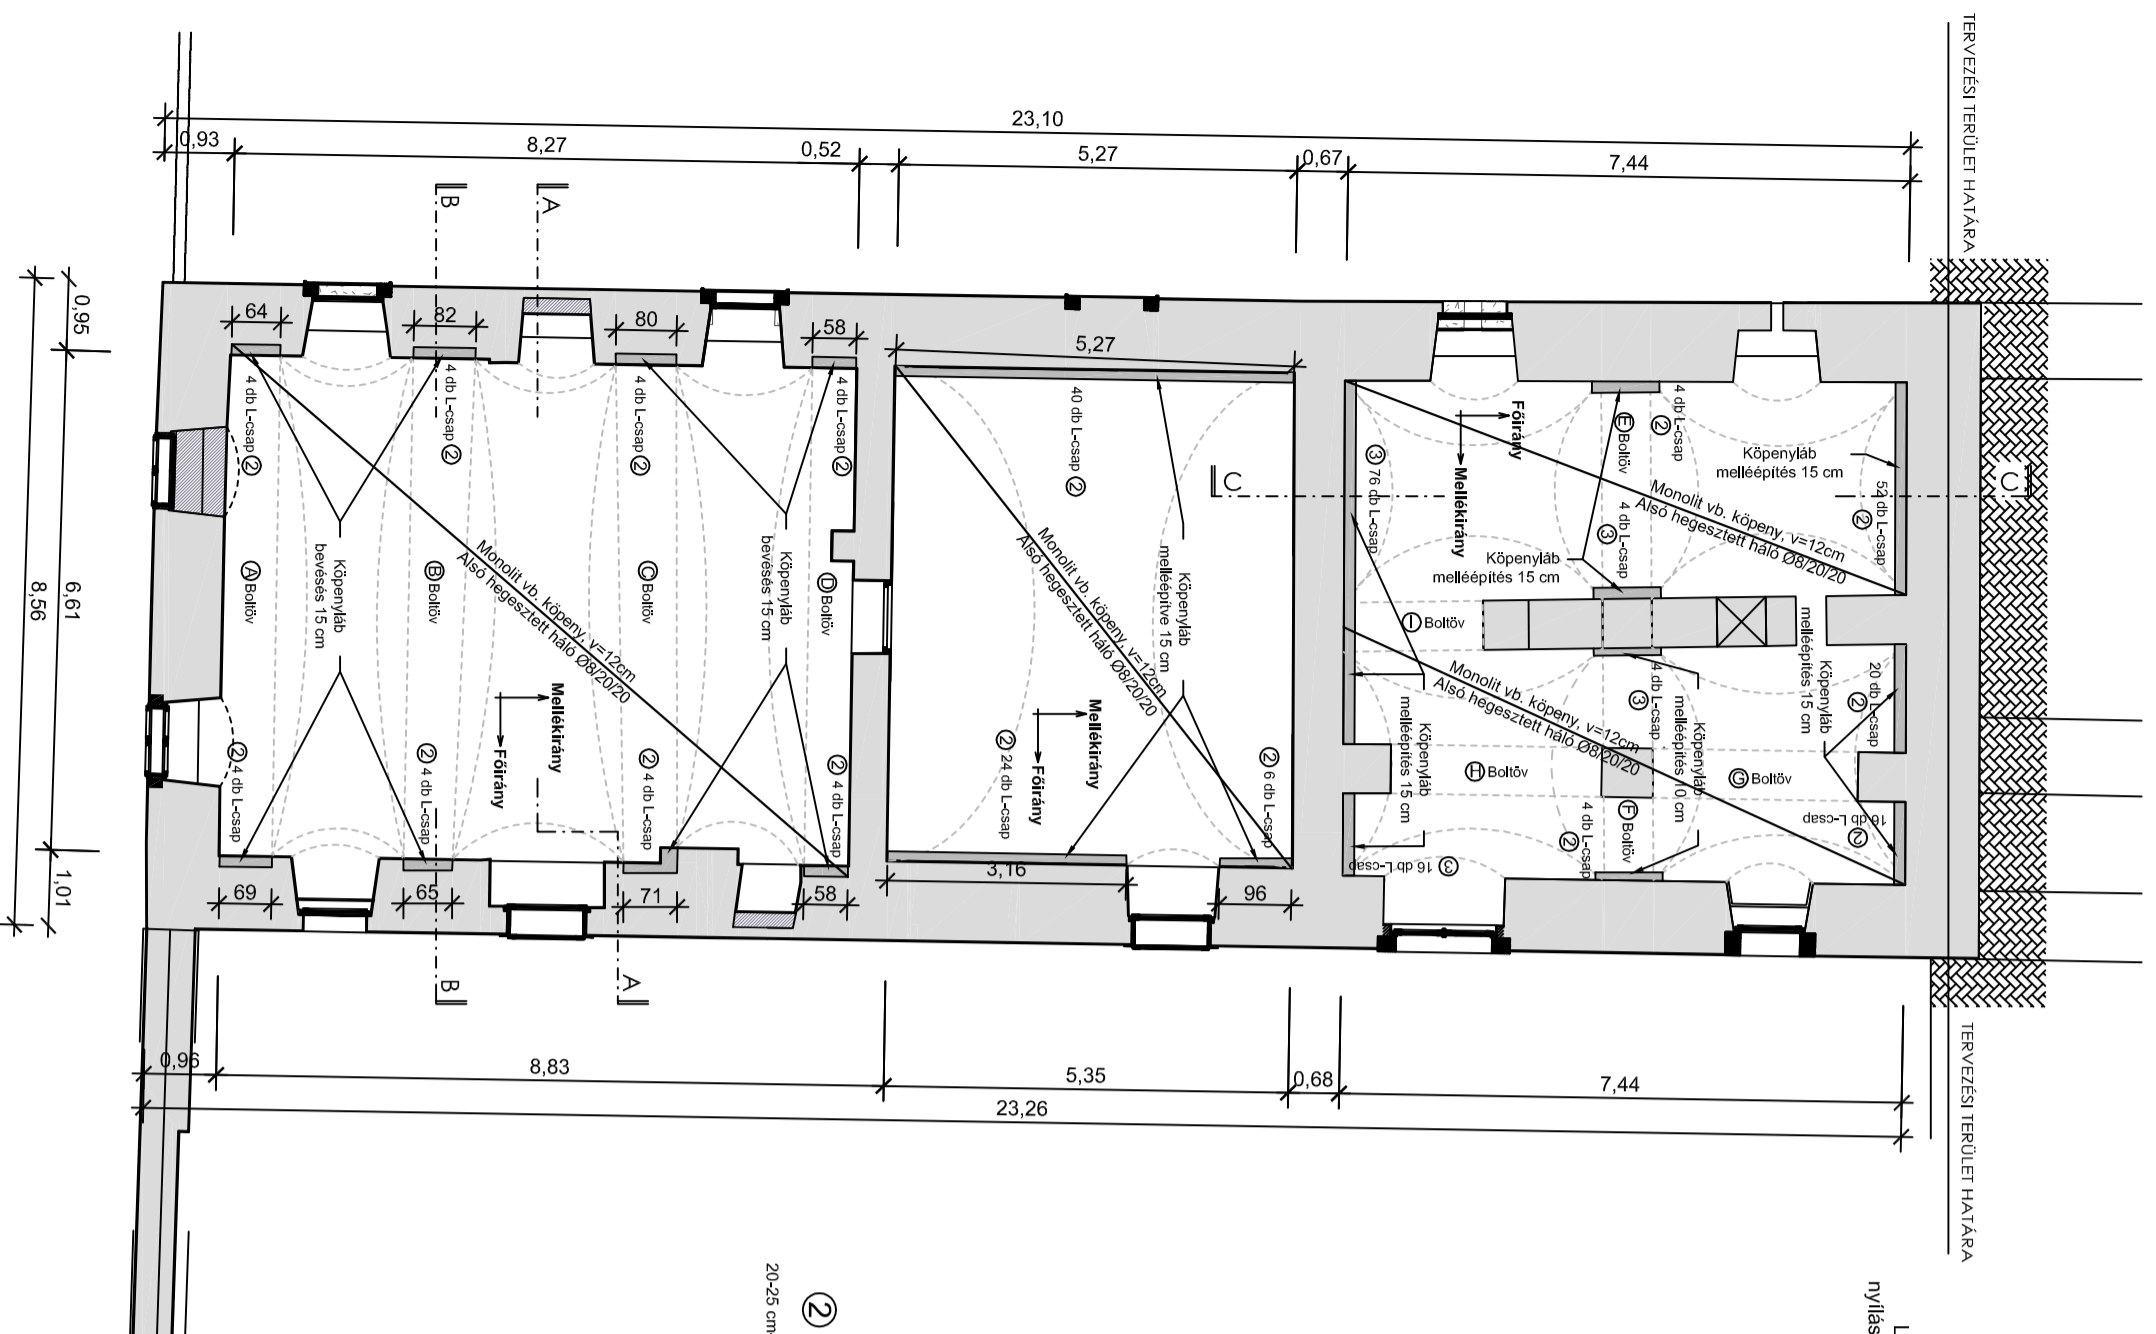 TERVEZÉSI TERÜLET HATÁRA
23,10
0,93
8,27
0,52
5,27
0,67
7,44
B
A
0,95
6,61
8,56
1,01
64
82
80
58
4 db L-csap ②
4 db L-csap ②
4 db L-csap ②
4 db L-csap ②
Ⓐ Boltöv
Ⓑ Boltöv
Ⓒ Boltöv
Ⓓ Boltöv
Köpenyláb
bevésés 15 cm
Köpenyláb
bevésés 15 cm
Monolit vb. köpeny, v=12cm
Alsó hegesztett háló Ø8/20/20
Mellékirány
Főirány
② 4 db L-csap
② 4 db L-csap
② 4 db L-csap
② 4 db L-csap
69
65
71
58
B
A
5,27
40 db L-csap ②
Monolit vb. köpeny, v=12cm
Alsó hegesztett háló Ø8/20/20
Köpenyláb
melléépítve 15 cm
Mellékirány
Főirány
② 24 db L-csap
② 6 db L-csap
3,16
96
C
C
③ 76 db L-csap
Főirány
Mellékirány
Ⓔ Boltöv
4 db L-csap
②
Köpenyláb
melléépítés 15 cm
52 db L-csap
②
Monolit vb. köpeny, v=12cm
Alsó hegesztett háló Ø8/20/20
4 db L-csap
③
Köpenyláb
melléépítés 15 cm
Ⓘ Boltöv
Köpenyláb
melléépítés 15 cm
20 db L-csap
②
4 db L-csap
③
Monolit vb. köpeny, v=12cm
Alsó hegesztett háló Ø8/20/20
Köpenyláb
melléépítés 15 cm
Köpenyláb
melléépítés 10 cm
Ⓗ Boltöv
Ⓖ Boltöv
Ⓕ Boltöv
4 db L-csap
②
16 db L-csap
②
③ 16 db L-csap
0,96
8,83
5,35
0,68
7,44
23,26
TERVEZÉSI TERÜLET HATÁRA
②
20-25 cm
L
nyílás